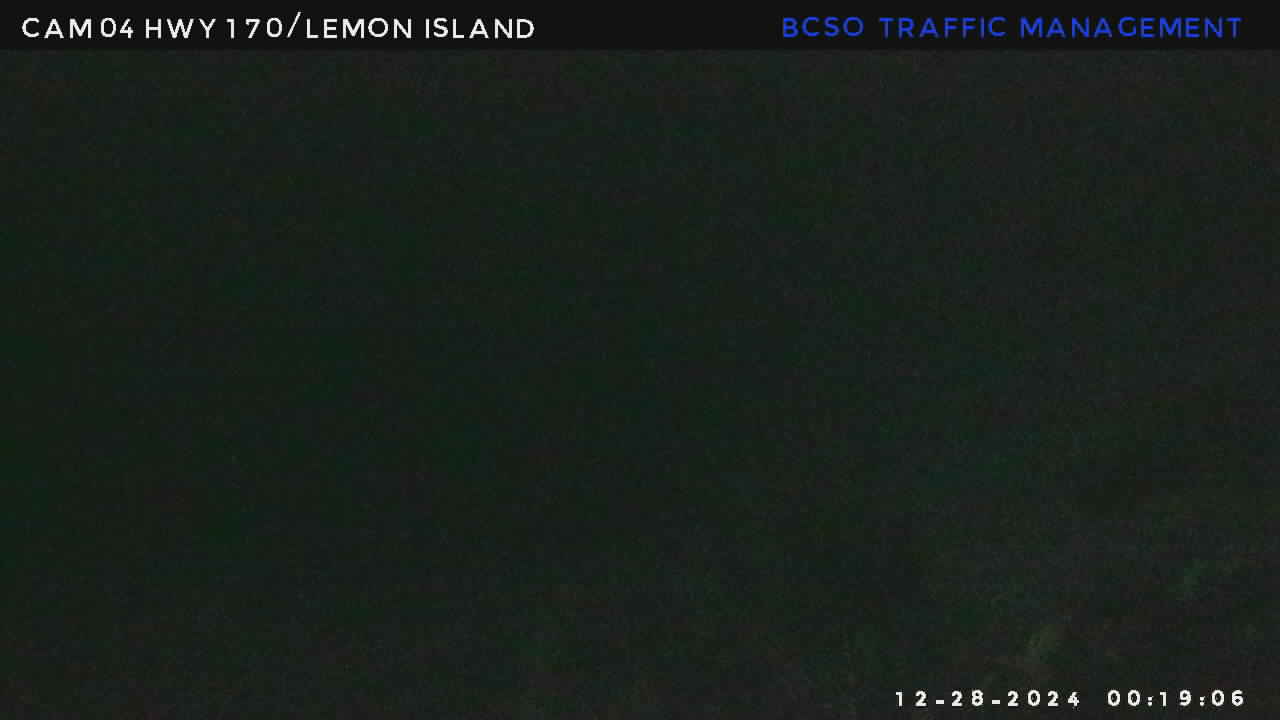 CAM04 HWY 170/LEMON ISLAND
BCSO TRAFFIC MANAGEMENT
12-28-2024 00:19:06